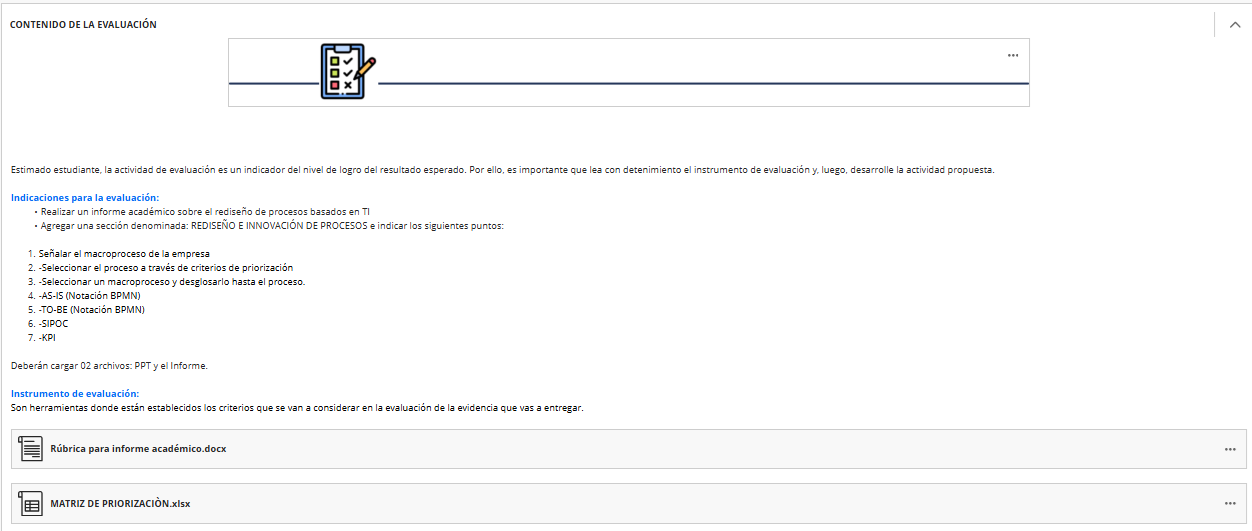 CONTENIDO DE LA EVALUACIÓN
Estimado estudiante, la actividad de evaluación es un indicador del nivel de logro del resultado esperado. Por ello, es importante que lea con detenimiento el instrumento de evaluación y, luego, desarrolle la actividad propuesta.
Indicaciones para la evaluación:
• Realizar un informe académico sobre el rediseño de procesos basados en TI
• Agregar una sección denominada: REDISEÑO E INNOVACIÓN DE PROCESOS e indicar los siguientes puntos:
1. Señalar el macroproceso de la empresa
2. -Seleccionar el proceso a través de criterios de priorización
3. -Seleccionar un macroproceso y desglosarlo hasta el proceso.
4. -AS-IS (Notación BPMN)
5. -TO-BE (Notación BPMN)
6. -SIPOC
7. -KPI
Deberán cargar 02 archivos: PPT y el Informe.
Instrumento de evaluación:
Son herramientas donde están establecidos los criterios que se van a considerar en la evaluación de la evidencia que vas a entregar.
Rúbrica para informe académico.docx
MATRIZ DE PRIORIZACIÒN.xlsx